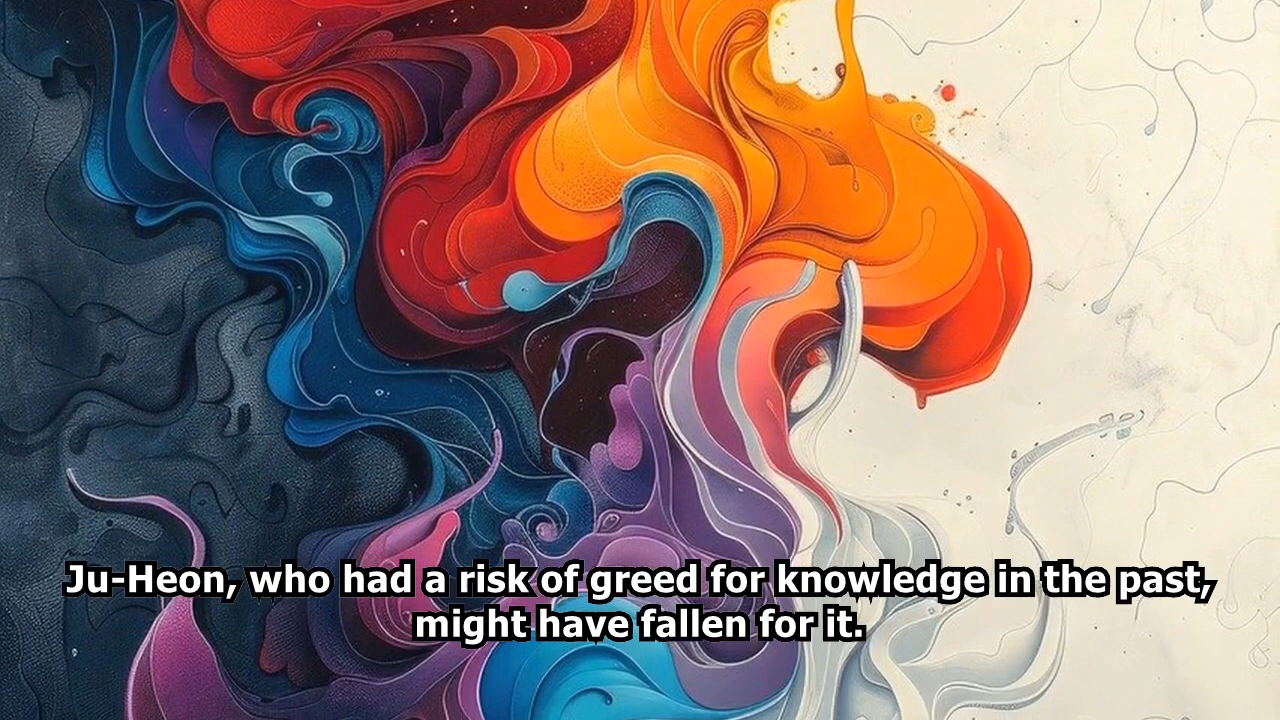 Ju-Heon, who had a risk of greed for knowledge in the past,
might have fallen for it.